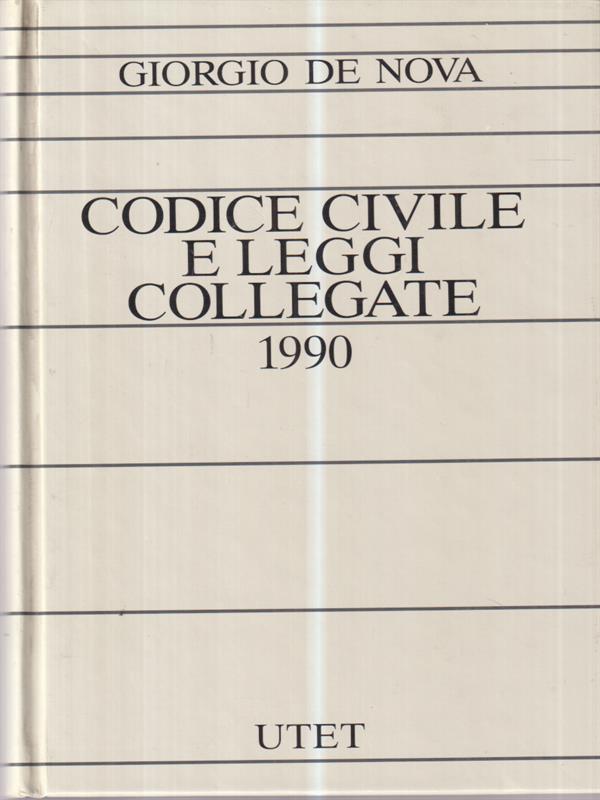 GIORGIO DE NOVA
CODICE CIVILE
E LEGGI
COLLEGATE
1990
UTET